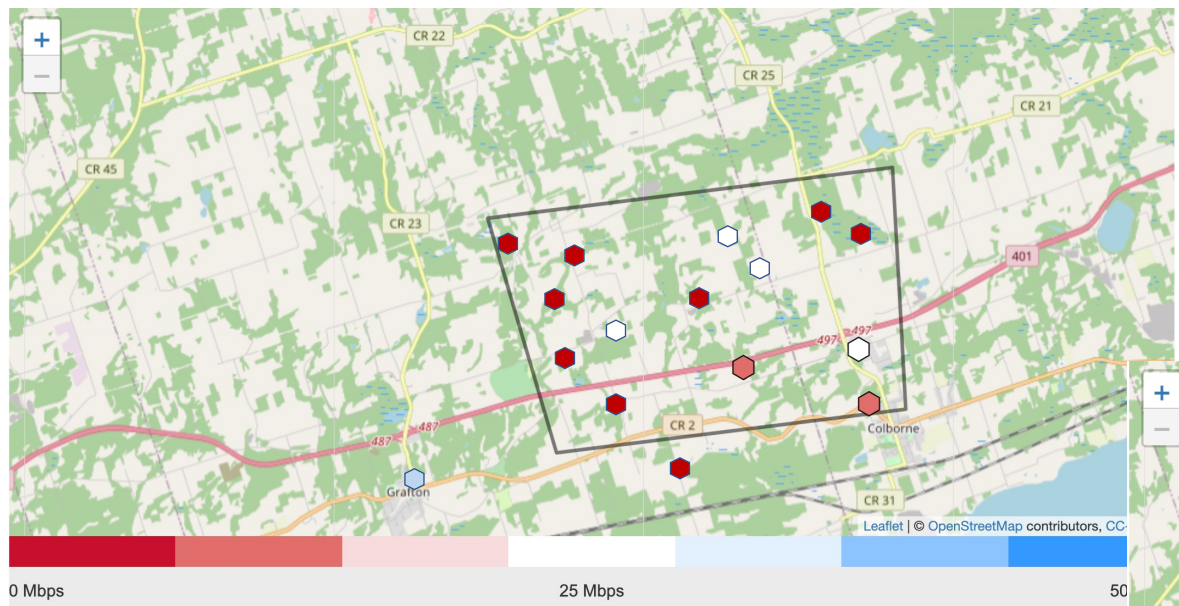 +
−
CR 22
CR 25
CR 21
CR 45
CR 23
401
497
497
487
487
CR 2
Colborne
Grafton
CR 31
Leaflet | © OpenStreetMap contributors, CC-
+
−
0 Mbps
25 Mbps
50